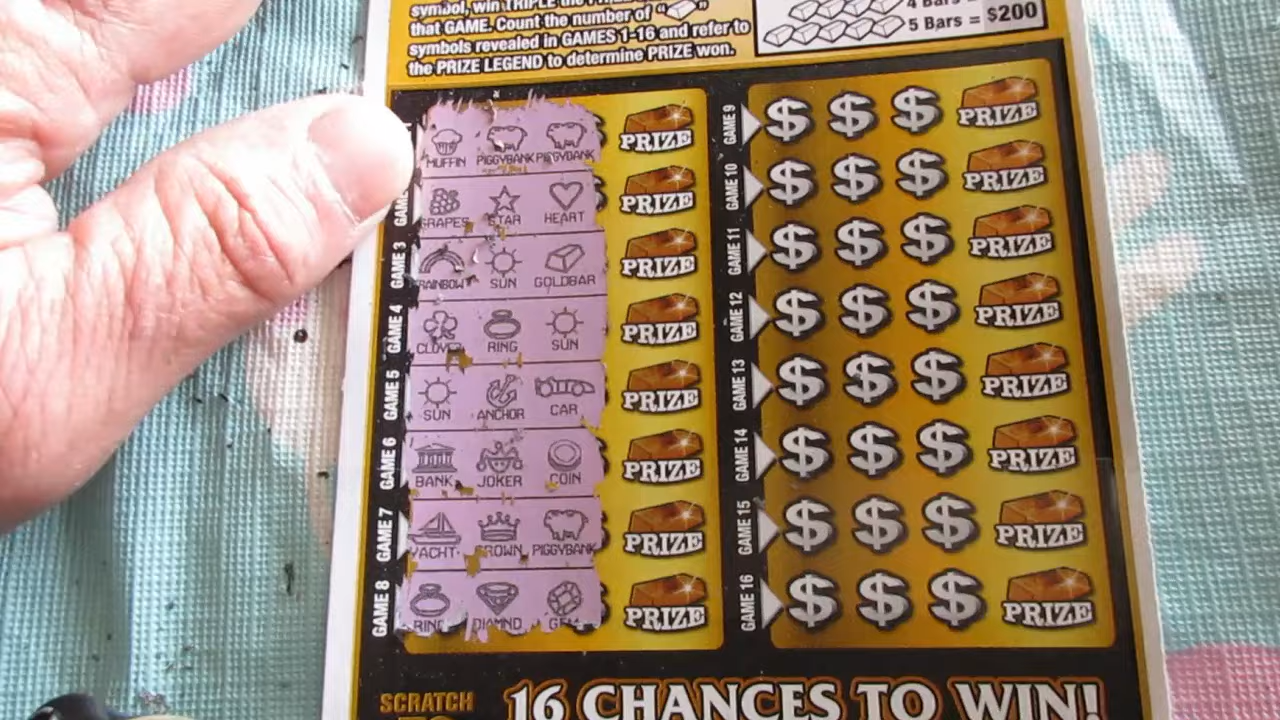 symbol, win TRIPLE the
that GAME. Count the number of " "
symbols revealed in GAMES 1-16 and refer to
the PRIZE LEGEND to determine PRIZE won.
4 Bars =
5 Bars = $200
MUFFIN PIGGYBANK PIGGYBANK PRIZE
GRAPES STAR HEART PRIZE
GAME 3 RAINBOW SUN GOLDBAR PRIZE
GAME 4 CLOVER RING SUN PRIZE
GAME 5 SUN ANCHOR CAR PRIZE
GAME 6 BANK JOKER COIN PRIZE
GAME 7 YACHT CROWN PIGGYBANK PRIZE
GAME 8 RING DIAMND GEM PRIZE
GAME 9 $ $ $ PRIZE
GAME 10 $ $ $ PRIZE
GAME 11 $ $ $ PRIZE
GAME 12 $ $ $ PRIZE
GAME 13 $ $ $ PRIZE
GAME 14 $ $ $ PRIZE
GAME 15 $ $ $ PRIZE
GAME 16 $ $ $ PRIZE
SCRATCH
16 CHANCES TO WIN!